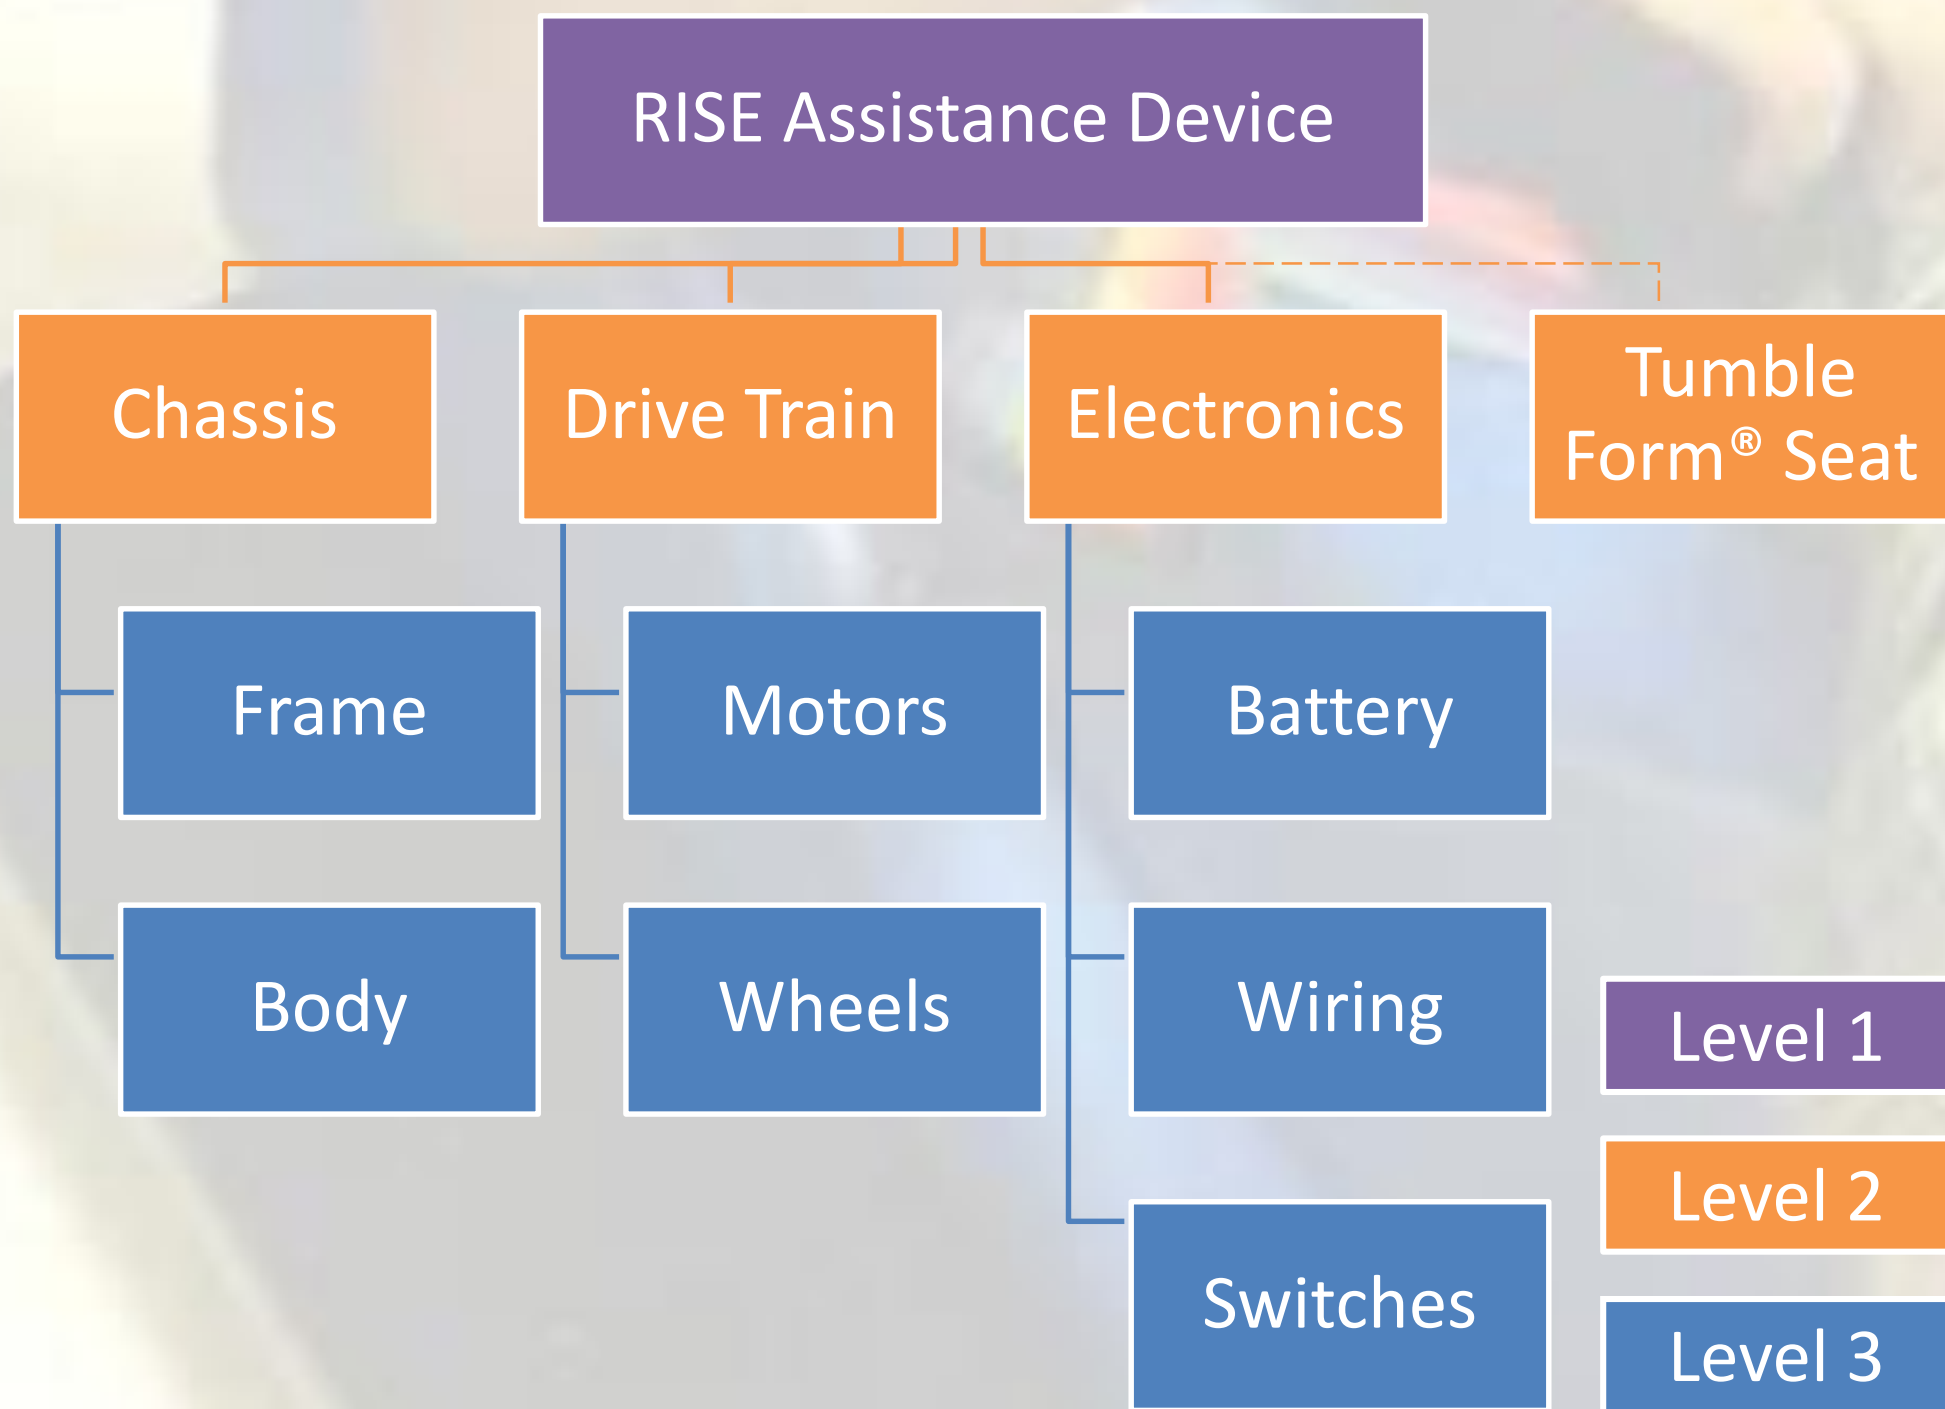 RISE Assistance Device
Chassis
Drive Train
Electronics
Tumble
Form® Seat
Frame
Motors
Battery
Body
Wheels
Wiring
Switches
Level 1
Level 2
Level 3